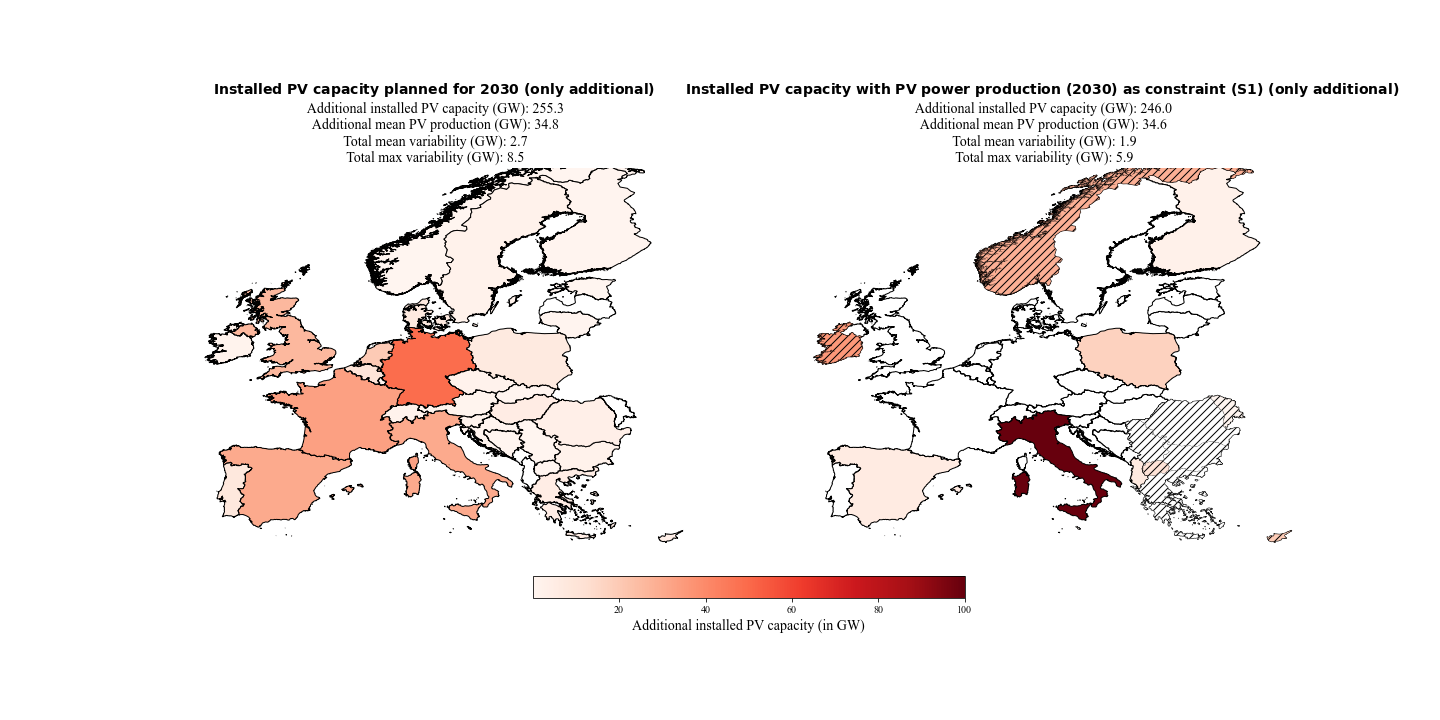 Installed PV capacity planned for 2030 (only additional)
Additional installed PV capacity (GW): 255.3
Additional mean PV production (GW): 34.8
Total mean variability (GW): 2.7
Total max variability (GW): 8.5
Installed PV capacity with PV power production (2030) as constraint (S1) (only additional)
Additional installed PV capacity (GW): 246.0
Additional mean PV production (GW): 34.6
Total mean variability (GW): 1.9
Total max variability (GW): 5.9
20 40 60 80 100
Additional installed PV capacity (in GW)